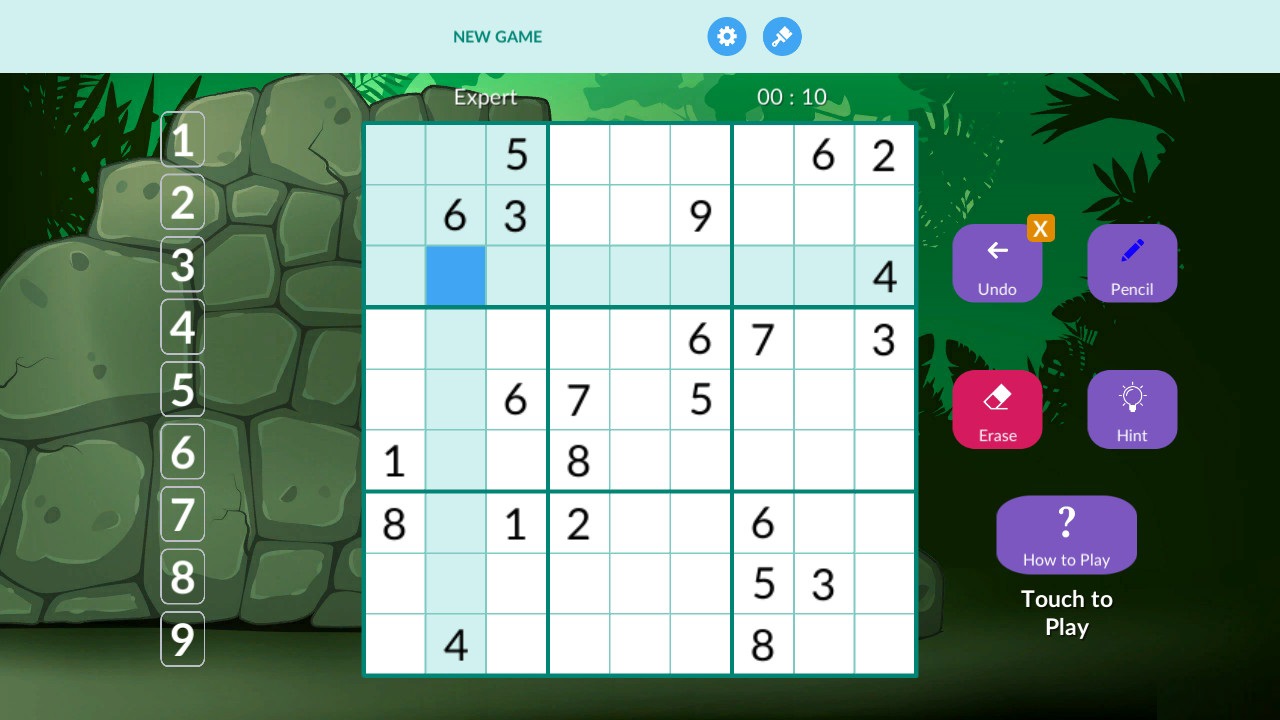 NEW GAME
Expert
00 : 10
1
2
3
4
5
6
7
8
9
5 6 2
6 3 9
4
6 7 3
6 7 5
1 8
8 1 2 6
5 3
4 8
X
Undo
Pencil
Erase
Hint
?
How to Play
Touch to
Play